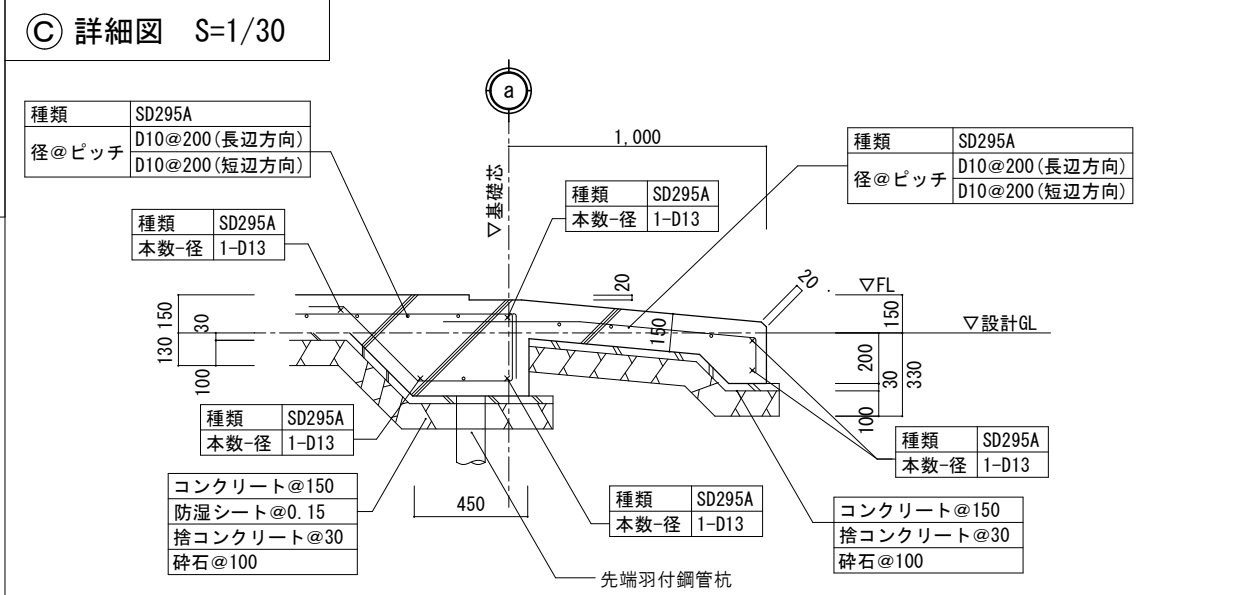 Ⓒ 詳細図 S=1/30
a
種類 SD295A
径@ピッチ D10@200(長辺方向)
D10@200(短辺方向)
1,000
種類 SD295A
径@ピッチ D10@200(長辺方向)
D10@200(短辺方向)
▽基礎芯
種類 SD295A
本数-径 1-D13
種類 SD295A
本数-径 1-D13
20
20
▽FL
150
30
130
100
150
150
▽設計GL
200
30
330
100
種類 SD295A
本数-径 1-D13
種類 SD295A
本数-径 1-D13
コンクリート@150
防湿シート@0.15
捨コンクリート@30
砕石@100
450
種類 SD295A
本数-径 1-D13
コンクリート@150
捨コンクリート@30
砕石@100
先端羽付鋼管杭